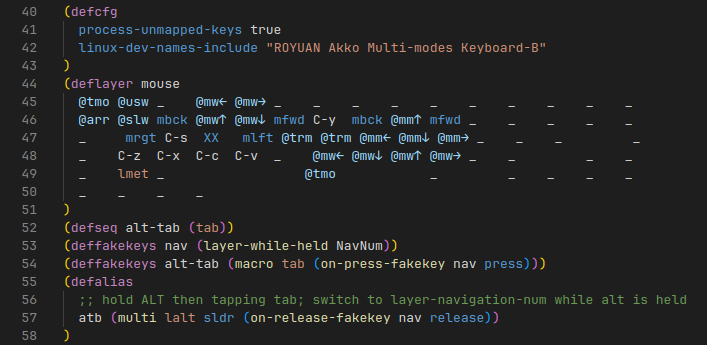 40 (defcfg
41   process-unmapped-keys true
42   linux-dev-names-include "ROYUAN Akko Multi-modes Keyboard-B"
43 )
44 (deflayer mouse
45   @tmo @usw _    @mw← @mw→ _    _    _    _    _    _    _    _    _    _
46   @arr @slw mbck @mw↑ @mw↓ mfwd C-y  mbck @mm↑ mfwd _    _    _    _    _
47   _     mrgt C-s  XX   mlft @trm @trm @mm← @mm↓ @mm→ _    _    _         _
48   _    C-z  C-x  C-c  C-v  _    @mw← @mw↓ @mw↑ @mw→ _    _         _    _
49   _    lmet _                  @tmo            _         _    _    _    _
50   _    _    _    _
51 )
52 (defseq alt-tab (tab))
53 (deffakekeys nav (layer-while-held NavNum))
54 (deffakekeys alt-tab (macro tab (on-press-fakekey nav press)))
55 (defalias
56   ;; hold ALT then tapping tab; switch to layer-navigation-num while alt is held
57   atb (multi lalt sldr (on-release-fakekey nav release))
58 )